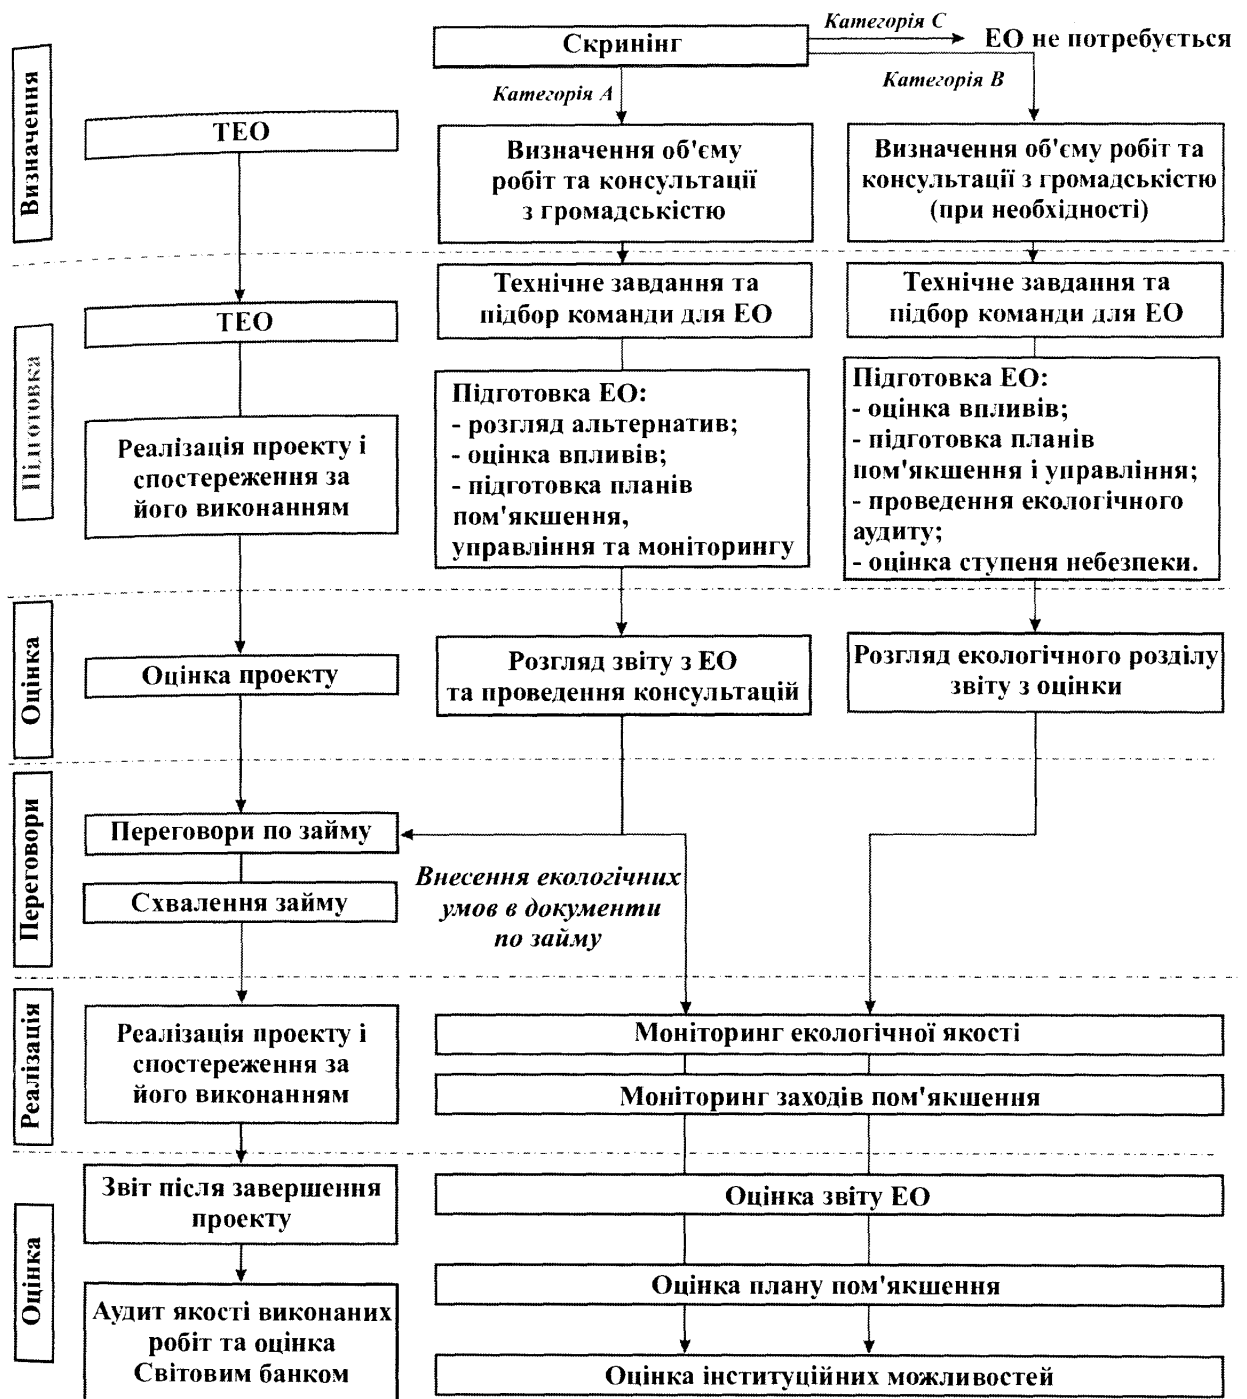 Категорія С
Скринінг
ЕО не потребується
Категорія А
Категорія В
Визначення
ТЕО
Визначення об'єму
робіт та консультації
з громадськістю
Визначення об'єму робіт та
консультації з громадськістю
(при необхідності)
Підготовка
ТЕО
Технічне завдання та
підбор команди для ЕО
Технічне завдання та
підбор команди для ЕО
Реалізація проекту і
спостереження за
його виконанням
Підготовка ЕО:
- розгляд альтернатив;
- оцінка впливів;
- підготовка планів
пом'якшення,
управління та моніторингу
Підготовка ЕО:
- оцінка впливів;
- підготовка планів
пом'якшення і управління;
- проведення екологічного
аудиту;
- оцінка ступеня небезпеки.
Оцінка
Оцінка проекту
Розгляд звіту з ЕО
та проведення консультацій
Розгляд екологічного розділу
звіту з оцінки
Переговори
Переговори по займу
Схвалення займу
Внесення екологічних
умов в документи
по займу
Реалізація
Реалізація проекту і
спостереження за
його виконанням
Моніторинг екологічної якості
Моніторинг заходів пом'якшення
Оцінка
Звіт після завершення
проекту
Аудит якості виконаних
робіт та оцінка
Світовим банком
Оцінка звіту ЕО
Оцінка плану пом'якшення
Оцінка інституційних можливостей